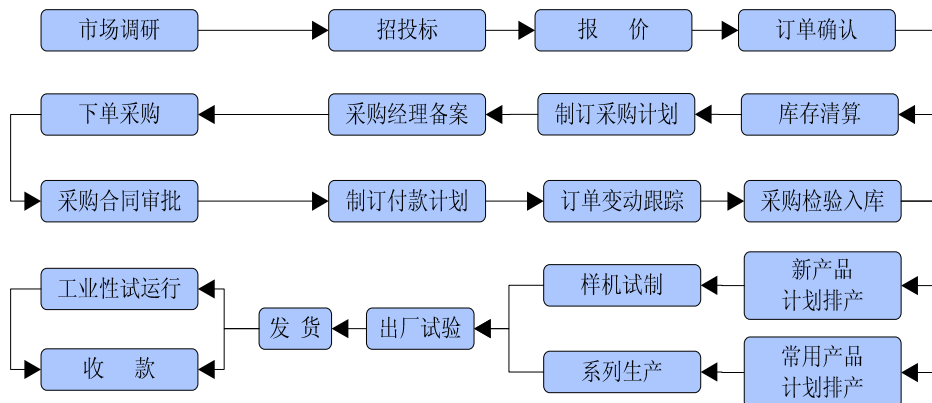 市场调研
招投标
报 价
订单确认
下单采购
采购经理备案
制订采购计划
库存清算
采购合同审批
制订付款计划
订单变动跟踪
采购检验入库
工业性试运行
发 货
出厂试验
样机试制
新产品
计划排产
收 款
系列生产
常用产品
计划排产